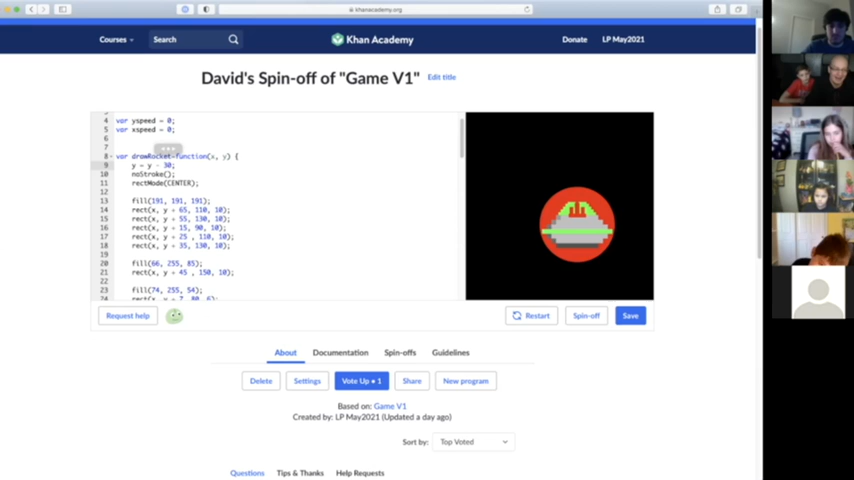 khanacademy.org
Courses
Search
Khan Academy
Donate
LP May2021
David's Spin-off of "Game V1"
Edit title
4 var yspeed = 0;
5 var xspeed = 0;
6
7
8 var drawRocket=function(x, y) {
9 y = y - 30;
10 noStroke();
11 rectMode(CENTER);
12
13 fill(191, 191, 191);
14 rect(x, y + 65, 110, 10);
15 rect(x, y + 55, 130, 10);
16 rect(x, y + 15, 90, 10);
17 rect(x, y + 25 , 110, 10);
18 rect(x, y + 35, 130, 10);
19
20 fill(66, 255, 85);
21 rect(x, y + 45 , 150, 10);
22
23 fill(74, 255, 54);
24 rect(x, y + 7, 80, 6);
Request help
Restart
Spin-off
Save
About
Documentation
Spin-offs
Guidelines
Delete
Settings
Vote Up • 1
Share
New program
Based on: Game V1
Created by: LP May2021 (Updated a day ago)
Sort by:
Top Voted
Questions
Tips & Thanks
Help Requests